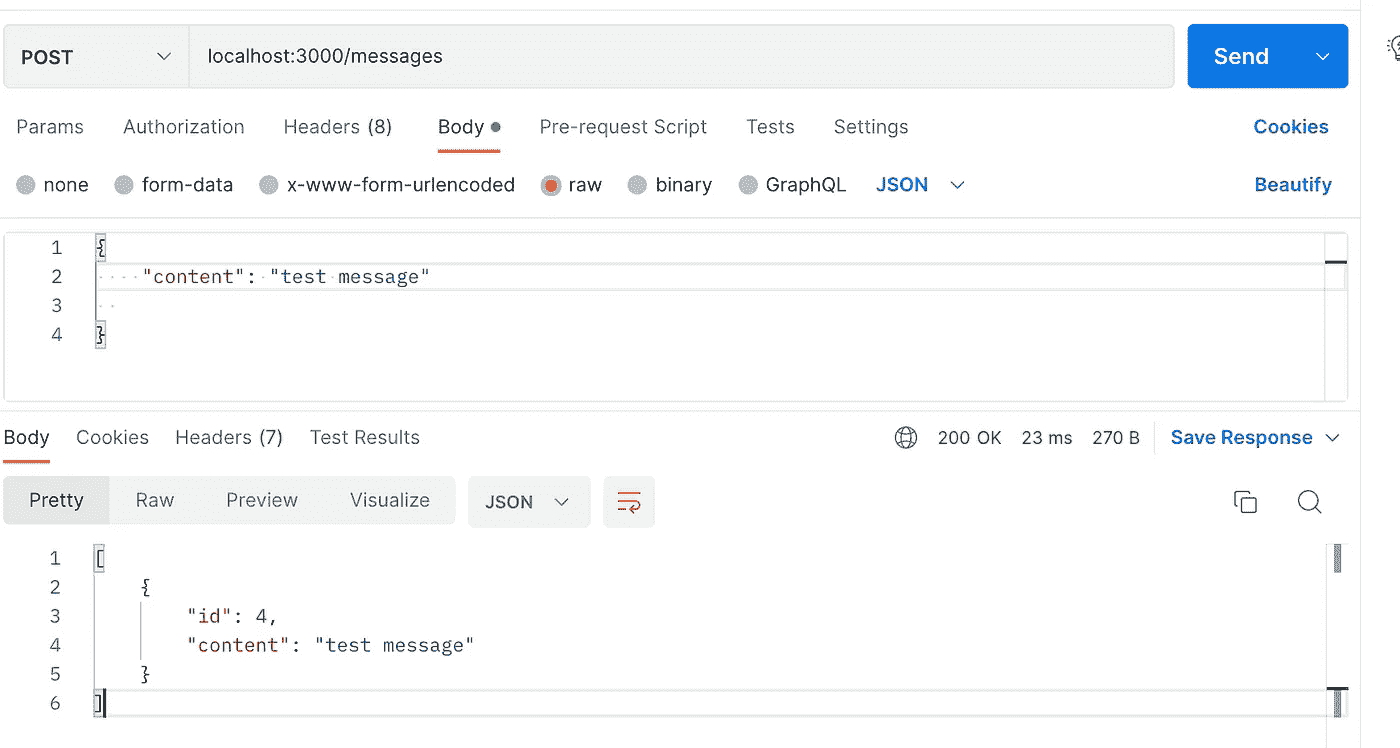 POST localhost:3000/messages Send
Params Authorization Headers (8) Body Pre-request Script Tests Settings Cookies
none form-data x-www-form-urlencoded raw binary GraphQL JSON Beautify
1 {
2 "content": "test message"
3
4 }
Body Cookies Headers (7) Test Results 200 OK 23 ms 270 B Save Response
Pretty Raw Preview Visualize JSON
1 [
2 {
3 "id": 4,
4 "content": "test message"
5 }
6 ]